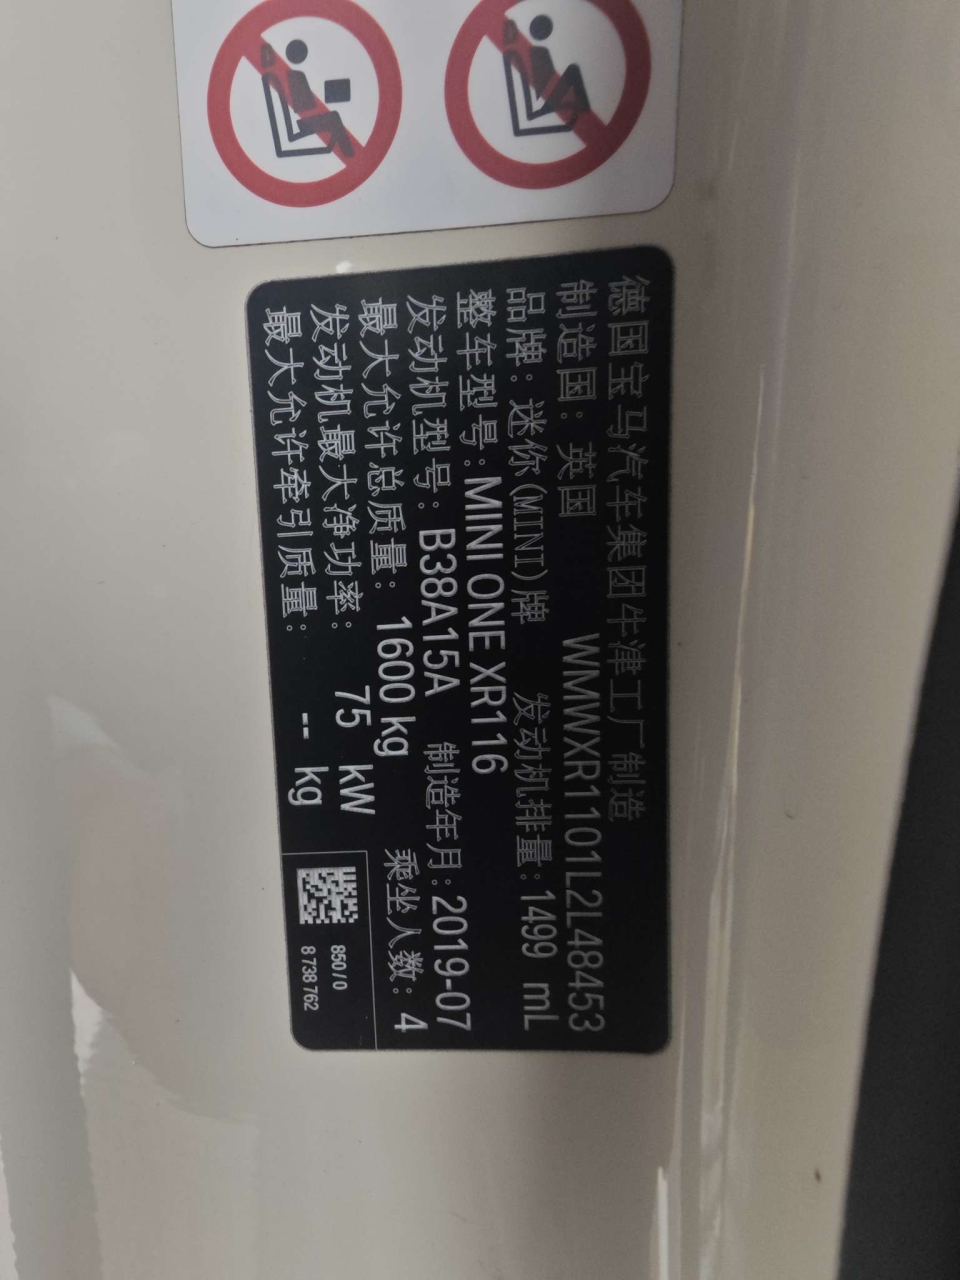 德国宝马汽车集团牛津工厂制造
制造国：英国 WMWXR1101L2L48453
品牌：迷你(MINI)牌 发动机排量：1499 mL
整车型号：MINI ONE XR116
发动机型号：B38A15A 制造年月：2019-07
最大允许总质量：1600 kg 乘坐人数：4
发动机最大净功率：75 kW
最大允许牵引质量：-- kg
850/0
8 738 762